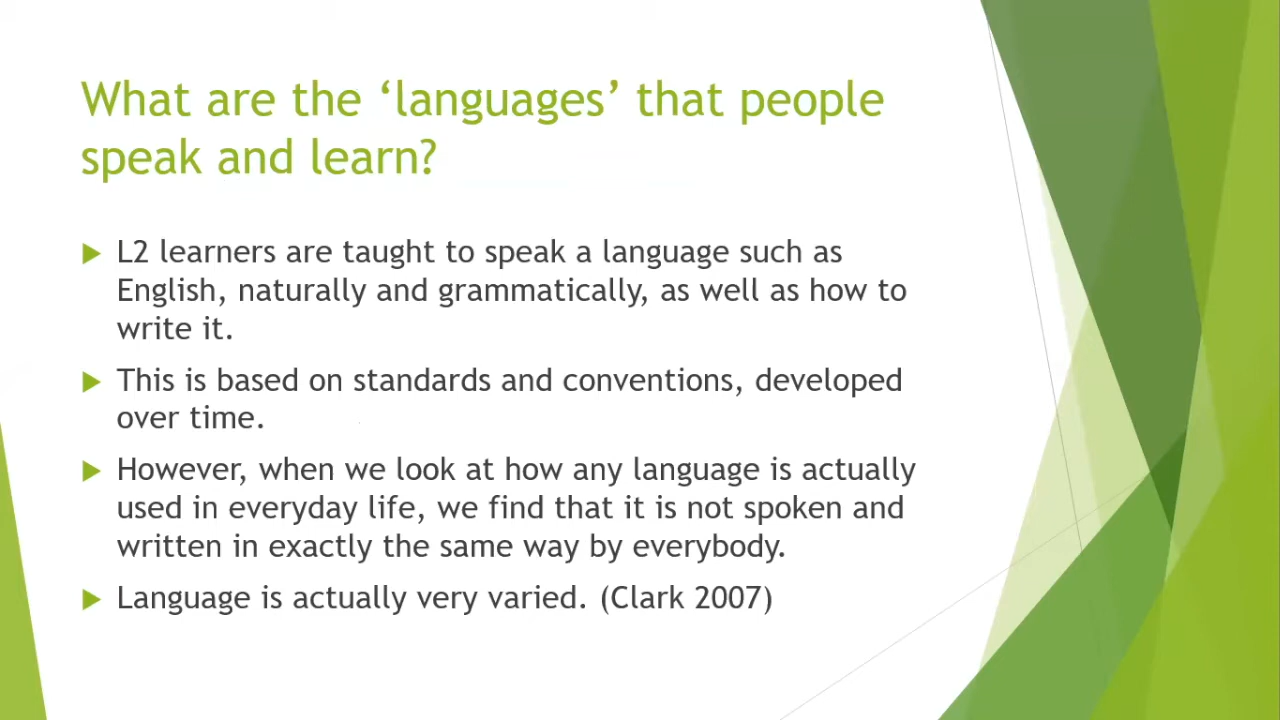 What are the ‘languages’ that people
speak and learn?
L2 learners are taught to speak a language such as
English, naturally and grammatically, as well as how to
write it.
This is based on standards and conventions, developed
over time.
However, when we look at how any language is actually
used in everyday life, we find that it is not spoken and
written in exactly the same way by everybody.
Language is actually very varied. (Clark 2007)